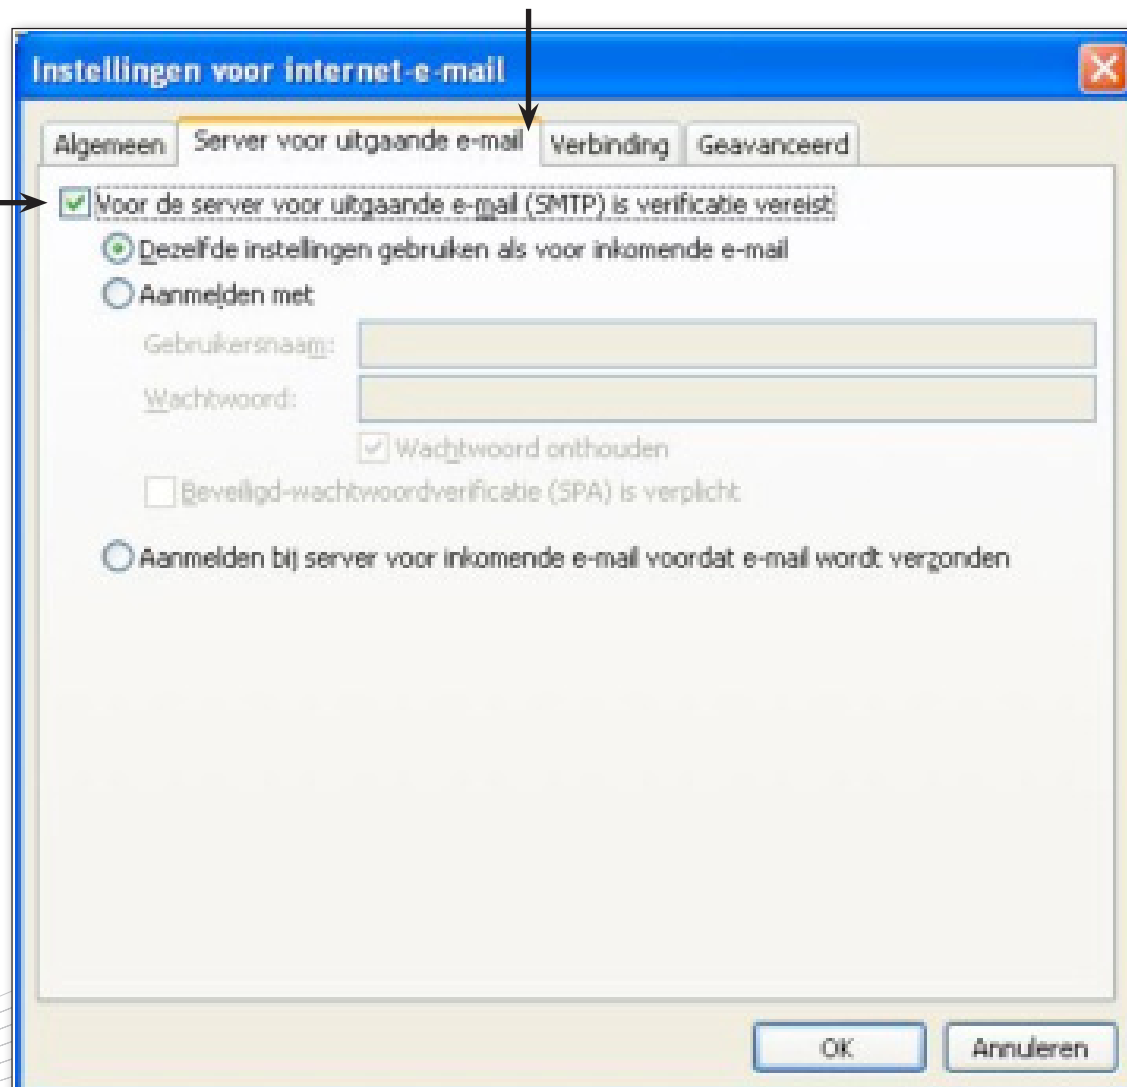 Instellingen voor internet-e-mail
Algemeen Server voor uitgaande e-mail Verbinding Geavanceerd
Voor de server voor uitgaande e-mail (SMTP) is verificatie vereist
Dezelfde instellingen gebruiken als voor inkomende e-mail
Aanmelden met
Gebruikersnaam:
Wachtwoord:
Wachtwoord onthouden
Beveiligd-wachtwoordverificatie (SPA) is verplicht
Aanmelden bij server voor inkomende e-mail voordat e-mail wordt verzonden
OK Annuleren